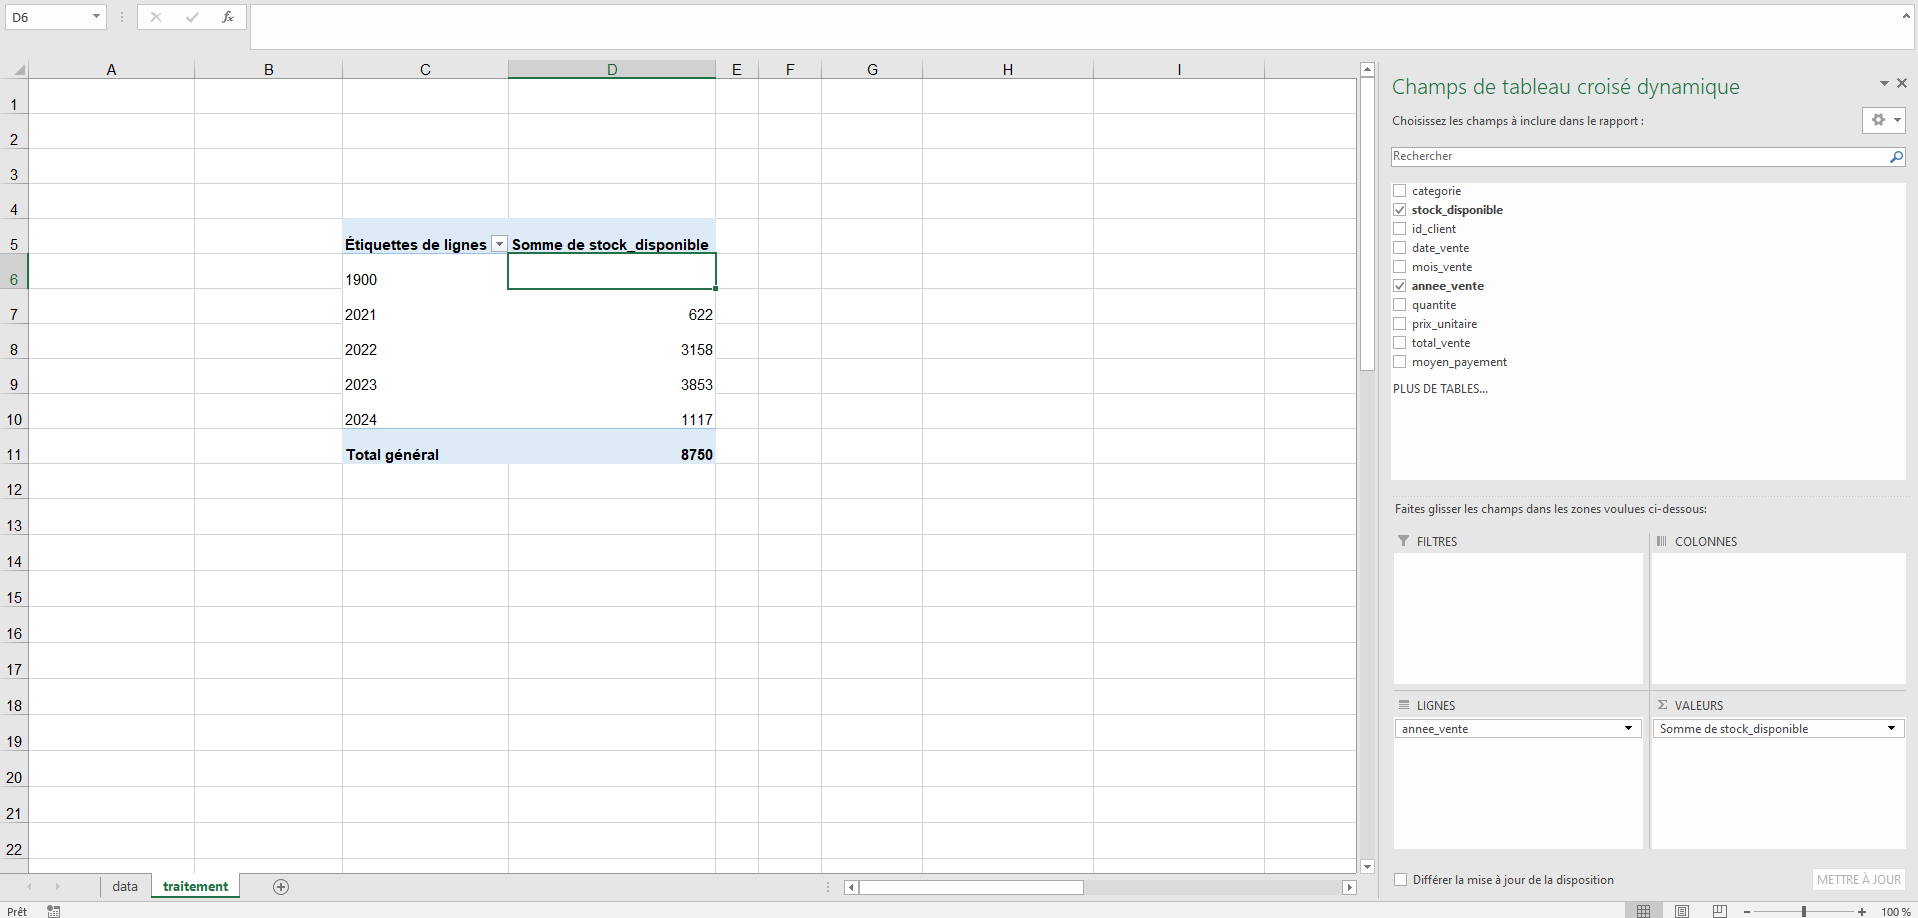 D6
fx
A B C D E F G H I
1
2
3
4
5 Étiquettes de lignes Somme de stock_disponible
6 1900
7 2021 622
8 2022 3158
9 2023 3853
10 2024 1117
11 Total général 8750
12
13
14
15
16
17
18
19
20
21
22
data traitement
Prêt
100 %
Champs de tableau croisé dynamique
Choisissez les champs à inclure dans le rapport :
Rechercher
categorie
stock_disponible
id_client
date_vente
mois_vente
annee_vente
quantite
prix_unitaire
total_vente
moyen_payement
PLUS DE TABLES...
Faites glisser les champs dans les zones voulues ci-dessous:
FILTRES
COLONNES
LIGNES
annee_vente
Σ VALEURS
Somme de stock_disponible
Différer la mise à jour de la disposition
METTRE À JOUR